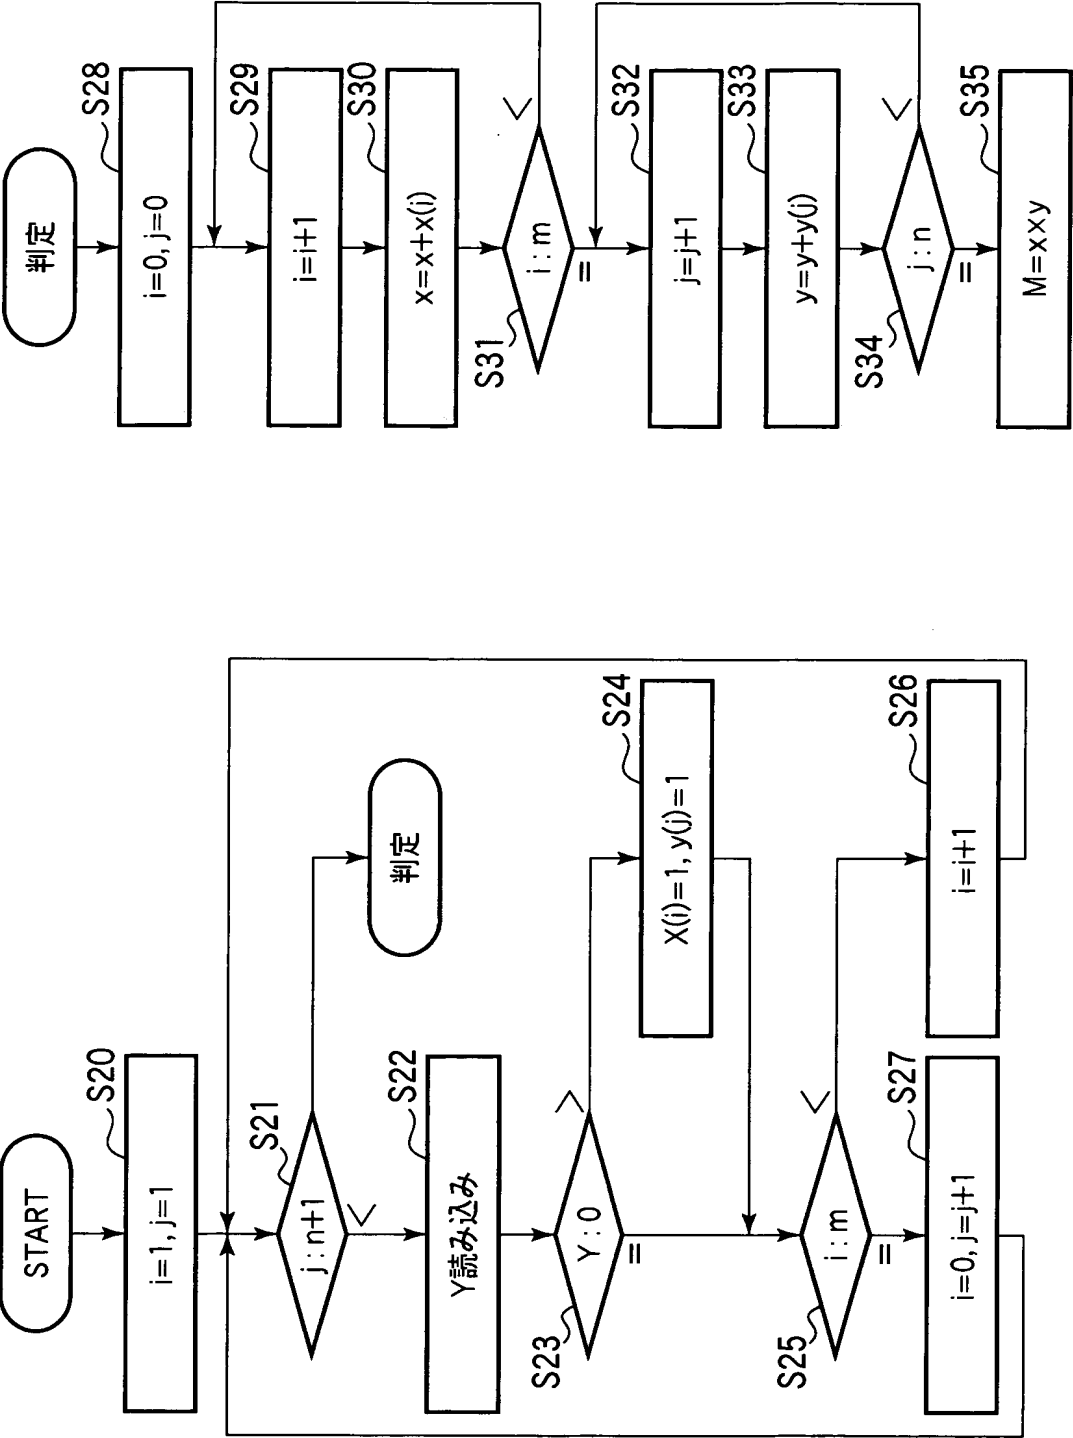 START
S20
i=1, j=1
S21
j : n+1
<
判定
S22
Y読み込み
S23
Y : 0
>
=
S24
X(i)=1, y(j)=1
S25
i : m
<
=
S26
i=i+1
S27
i=0, j=j+1
判定
S28
i=0, j=0
S29
i=i+1
S30
x=x+x(i)
S31
i : m
<
=
S32
j=j+1
S33
y=y+y(j)
S34
j : n
<
=
S35
M=x×y